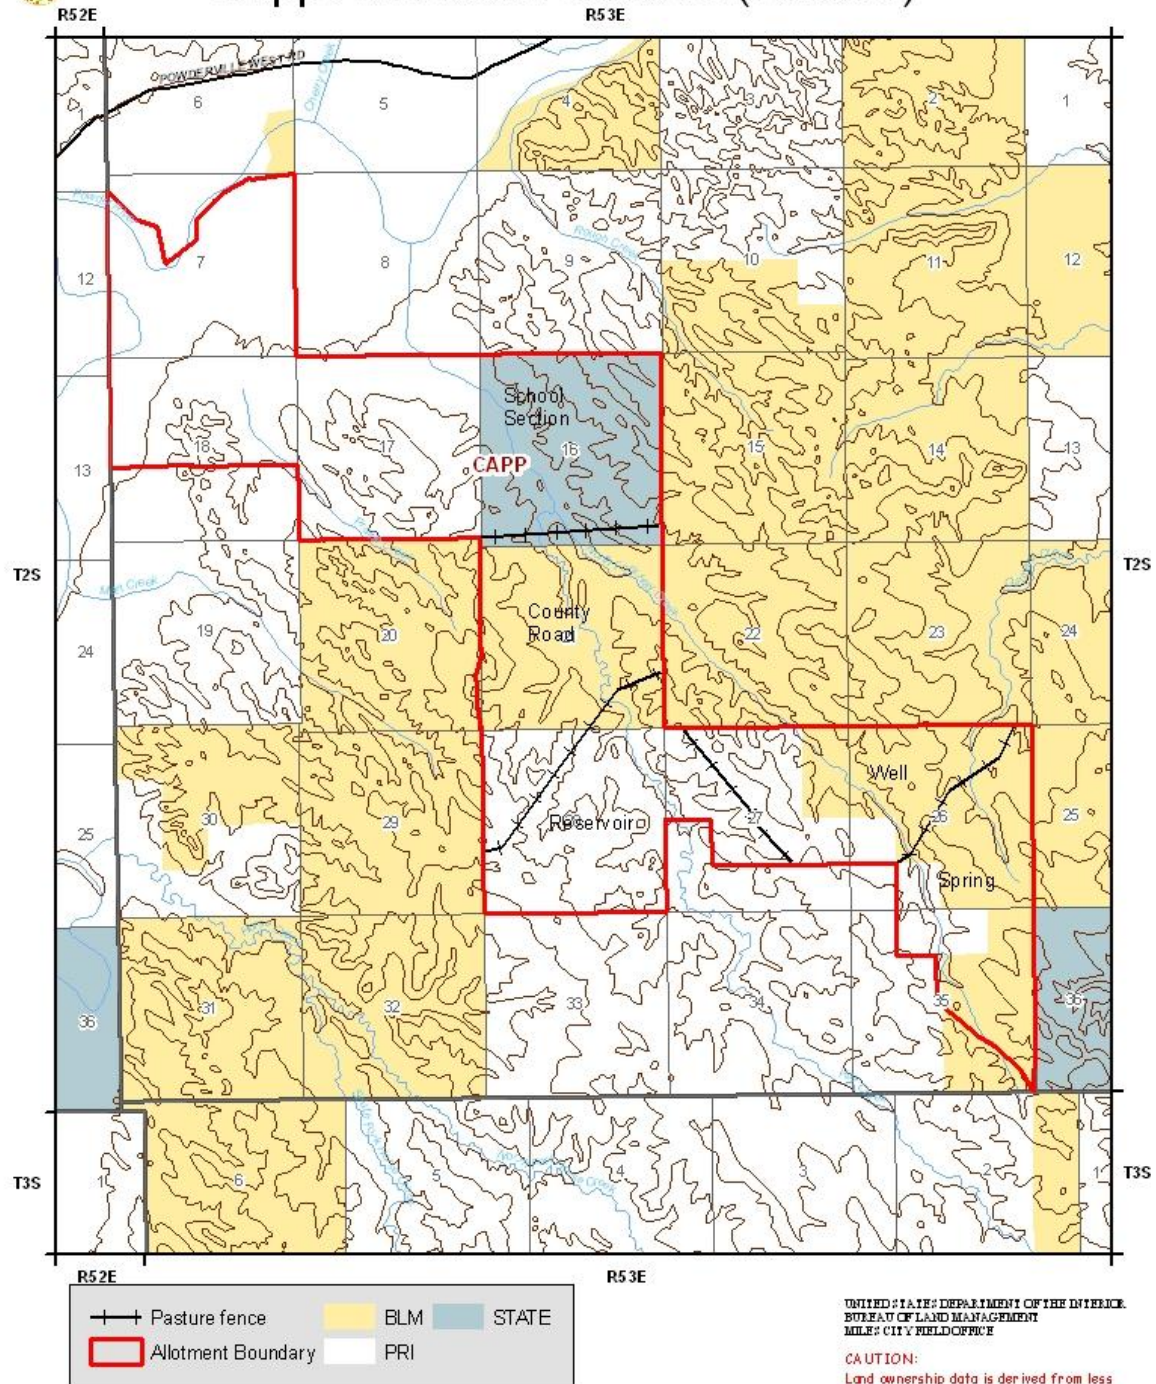 R52E
R53E
POWDERVILLE WEST RD
1
6
5
4
3
2
1
12
7
8
9
10
11
12
Rough Creek
School
Section
13
18
17
CAPP
16
15
14
13
T2S
T2S
24
19
20
County
Road
22
23
24
25
30
29
Reservoir
27
Well
26
25
Spring
36
31
32
33
34
35
36
T3S
1
6
5
4
3
2
1
T3S
R52E
R53E
Pasture fence
BLM
STATE
Allotment Boundary
PRI
UNITED STATES DEPARTMENT OF THE INTERIOR
BUREAU OF LAND MANAGEMENT
MILES CITY FIELD OFFICE
CAUTION:
Land ownership data is derived from less